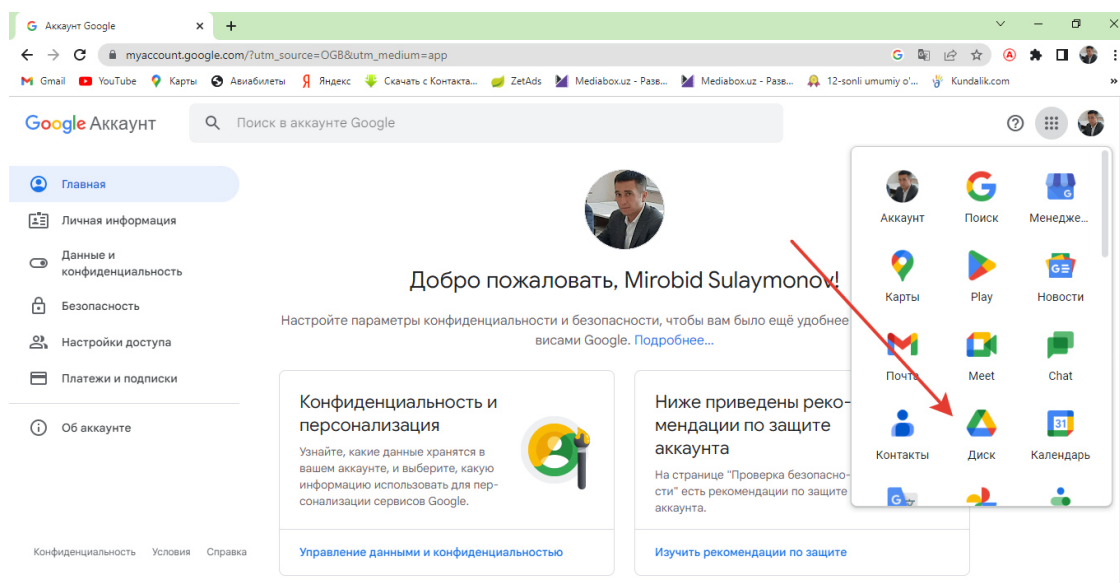 Аккаунт Google
myaccount.google.com/?utm_source=OGB&utm_medium=app
Gmail YouTube Карты Авиабилеты Яндекс Скачать с Контакта... ZetAds Mediabox.uz - Разв... Mediabox.uz - Разв... 12-sonli umumiy o'... Kundalik.com »
Google Аккаунт
Поиск в аккаунте Google
Главная
Личная информация
Данные и
конфиденциальность
Безопасность
Настройки доступа
Платежи и подписки
Об аккаунте
Конфиденциальность Условия Справка
Добро пожаловать, Mirobid Sulaymonov!
Настройте параметры конфиденциальности и безопасности, чтобы вам было ещё удобнее
висами Google. Подробнее...
Конфиденциальность и
персонализация
Узнайте, какие данные хранятся в
вашем аккаунте, и выберите, какую
информацию использовать для пер-
сонализации сервисов Google.
Управление данными и конфиденциальностью
Ниже приведены реко-
мендации по защите
аккаунта
На странице "Проверка безопасно-
сти" есть рекомендации по защите
аккаунта.
Изучить рекомендации по защите
Аккаунт Поиск Менедже...
Карты Play Новости
Почта Meet Chat
31
Контакты Диск Календарь